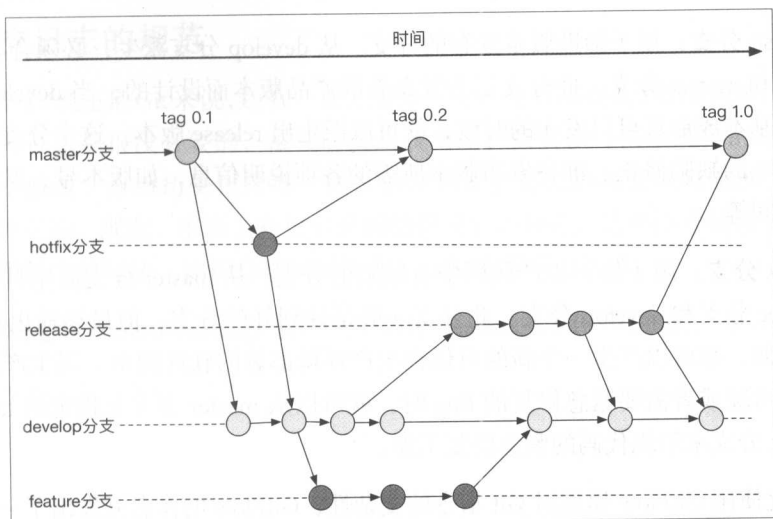 时间
tag 0.1
tag 0.2
tag 1.0
master分支
hotfix分支
release分支
develop分支
feature分支